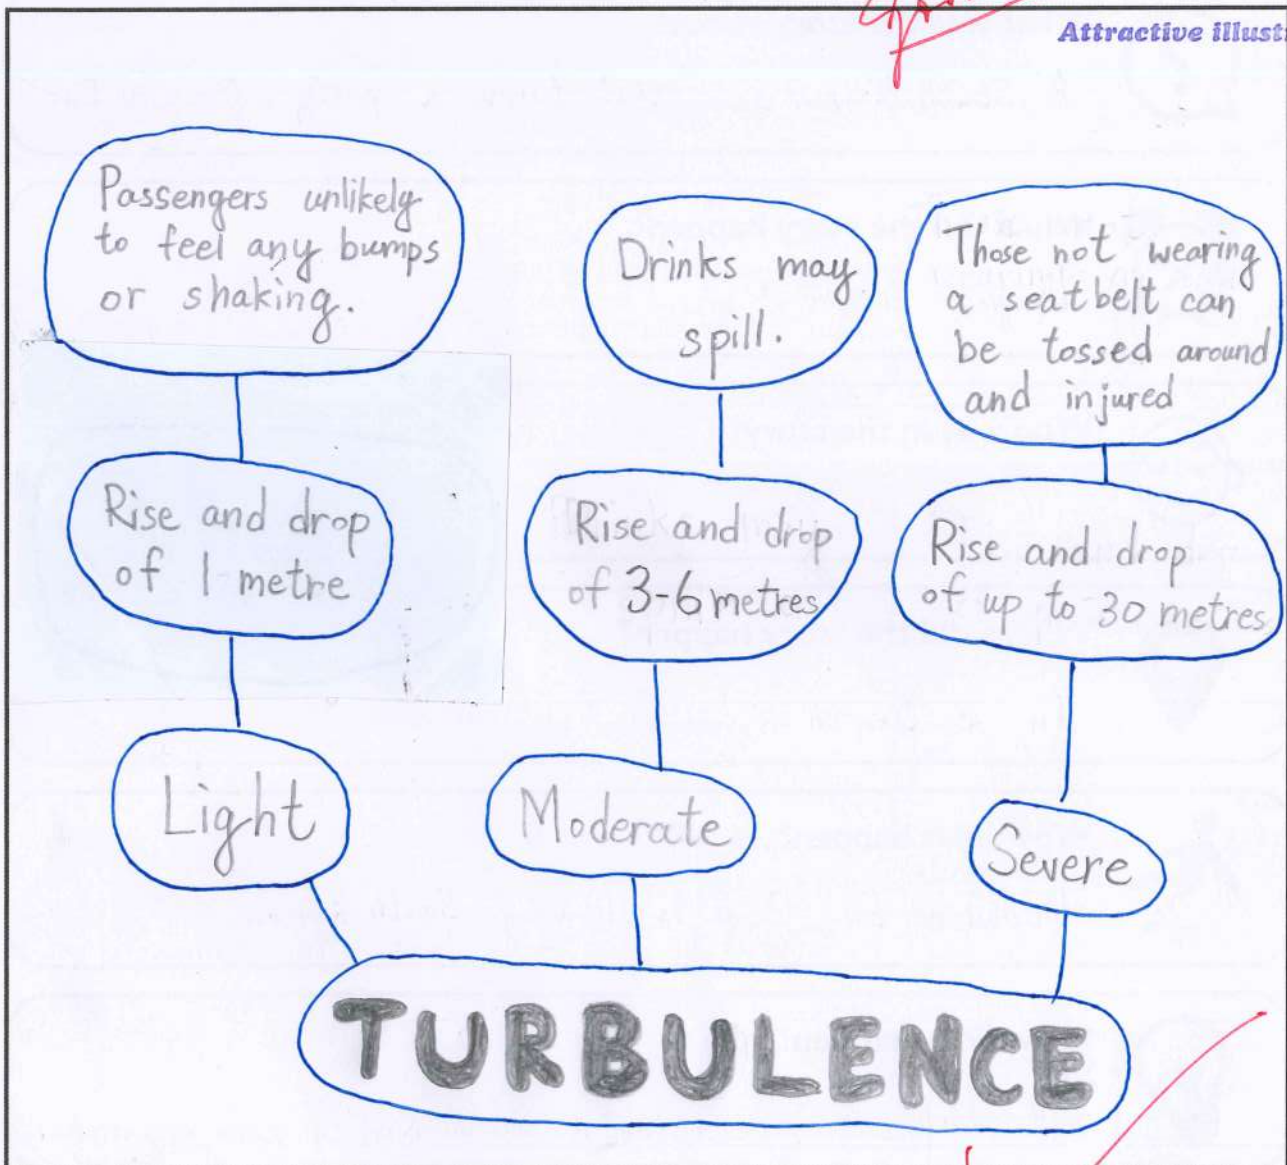 Attractive illust
Passengers unlikely
to feel any bumps
or shaking.
Drinks may
spill.
Those not wearing
a seatbelt can
be tossed around
and injured
Rise and drop
of 1 metre
Rise and drop
of 3-6 metres
Rise and drop
of up to 30 metres
Light
Moderate
Severe
TURBULENCE